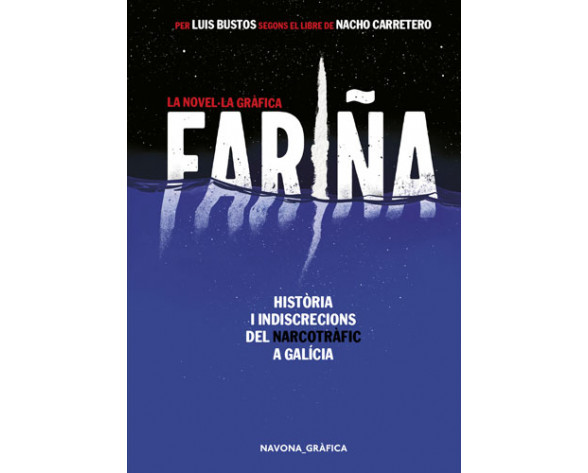 PER LUIS BUSTOS SEGONS EL LIBRE DE NACHO CARRETERO
LA NOVEL·LA GRÀFICA
FARIÑA
HISTÒRIA
I INDISCRECIONS
DEL NARCOTRÀFIC
A GALÍCIA
NAVONA_GRÀFICA